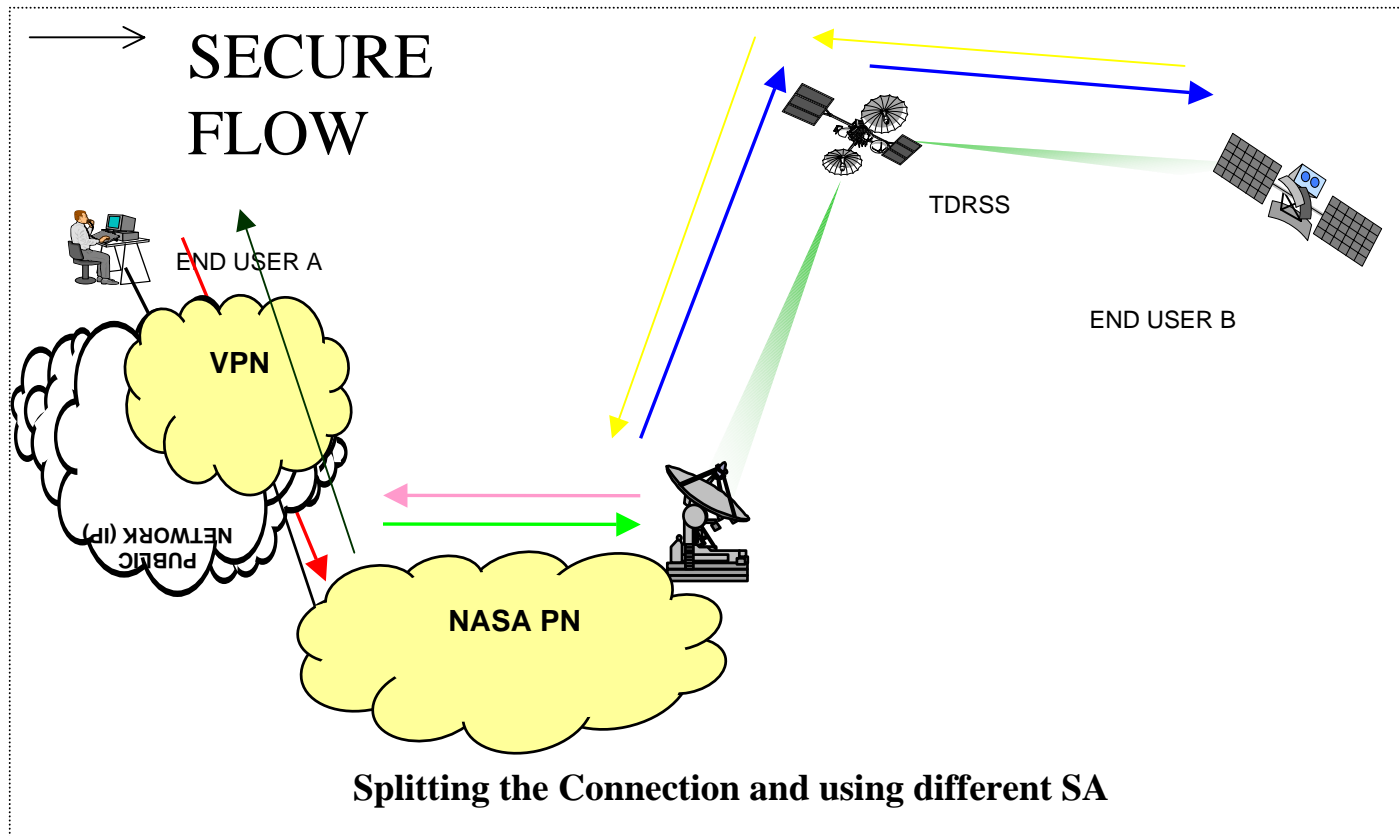 SECURE
FLOW
TDRSS
END USER A
END USER B
VPN
PUBLIC
NETWORK (IP)
NASA PN
Splitting the Connection and using different SA